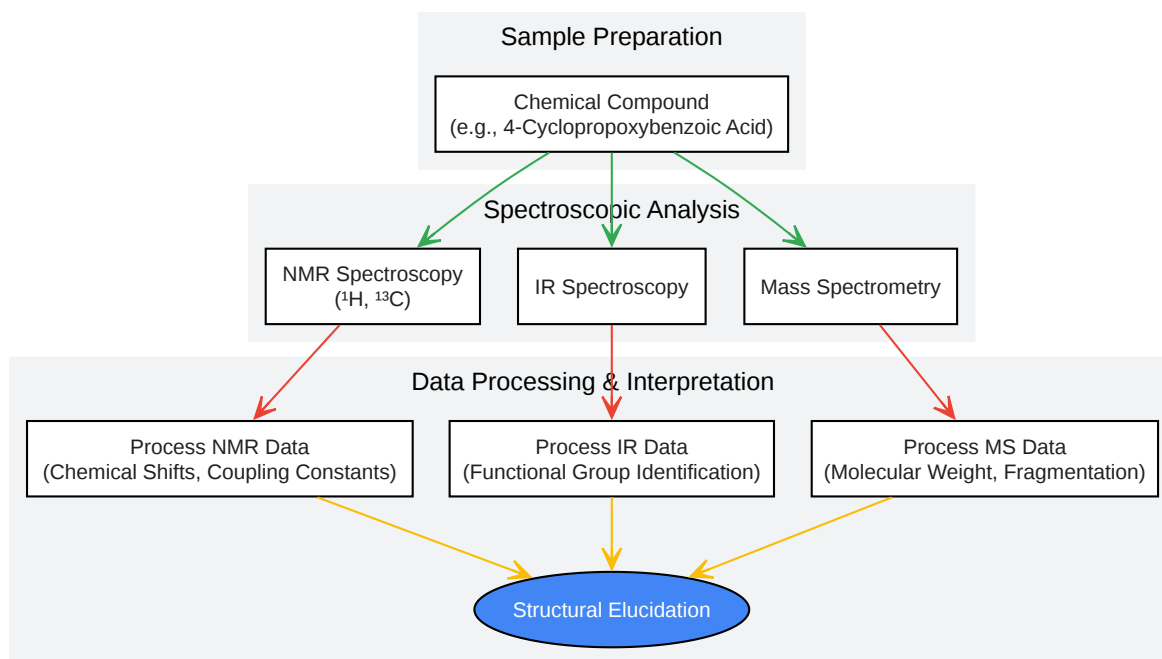 Sample Preparation
Chemical Compound
(e.g., 4-Cyclopropoxybenzoic Acid)
Spectroscopic Analysis
NMR Spectroscopy
(¹H, ¹³C)
IR Spectroscopy
Mass Spectrometry
Data Processing & Interpretation
Process NMR Data
(Chemical Shifts, Coupling Constants)
Process IR Data
(Functional Group Identification)
Process MS Data
(Molecular Weight, Fragmentation)
Structural Elucidation